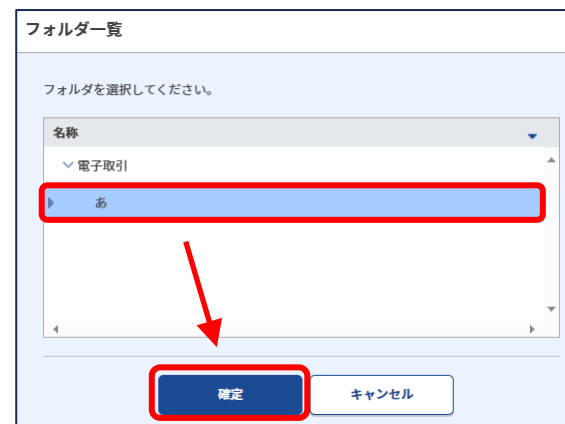 フォルダ一覧
フォルダを選択してください。
名称
電子取引
あ
確定 キャンセル